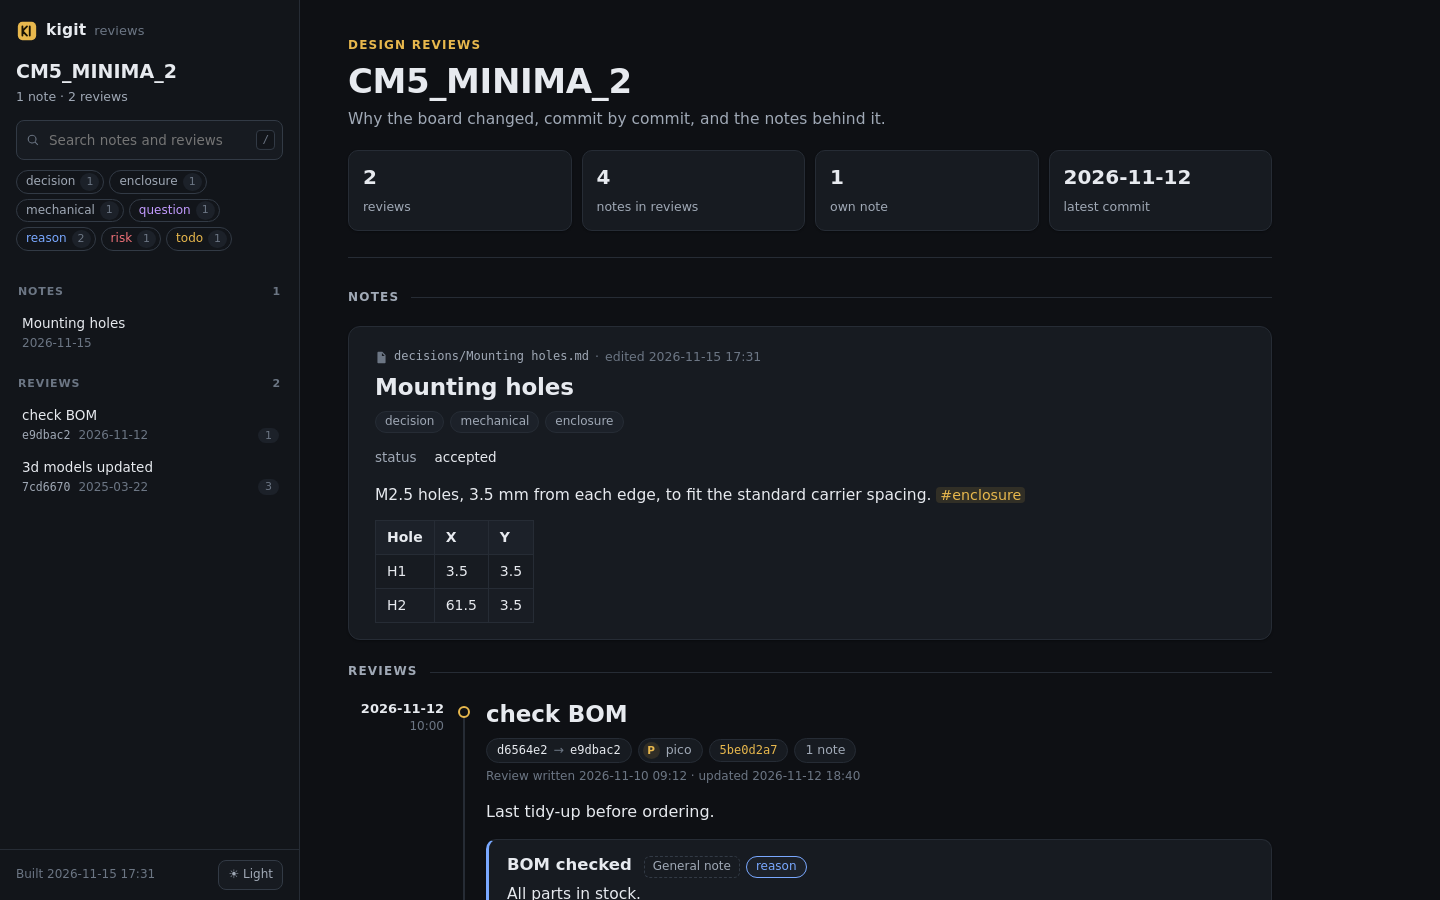 kigit reviews
CM5_MINIMA_2
1 note · 2 reviews
Search notes and reviews /
decision 1 enclosure 1
mechanical 1 question 1
reason 2 risk 1 todo 1
NOTES 1
Mounting holes
2026-11-15
REVIEWS 2
check BOM
e9dbac2 2026-11-12 1
3d models updated
7cd6670 2025-03-22 3
Built 2026-11-15 17:31 ☀ Light
DESIGN REVIEWS
CM5_MINIMA_2
Why the board changed, commit by commit, and the notes behind it.
2 4 1 2026-11-12
reviews notes in reviews own note latest commit
NOTES
decisions/Mounting holes.md · edited 2026-11-15 17:31
Mounting holes
decision mechanical enclosure
status accepted
M2.5 holes, 3.5 mm from each edge, to fit the standard carrier spacing. #enclosure
Hole X Y
H1 3.5 3.5
H2 61.5 3.5
REVIEWS
2026-11-12 check BOM
10:00
d6564e2 → e9dbac2 P pico 5be0d2a7 1 note
Review written 2026-11-10 09:12 · updated 2026-11-12 18:40
Last tidy-up before ordering.
BOM checked General note reason
All parts in stock.